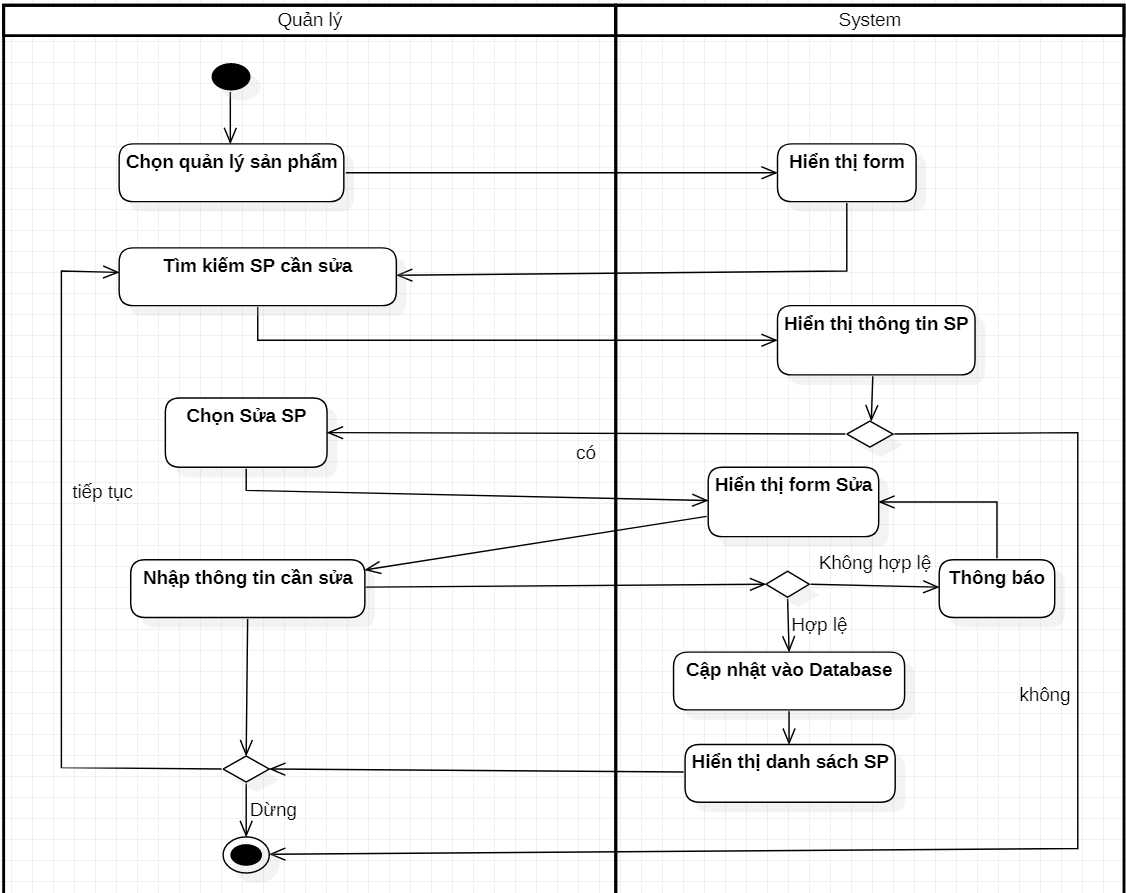 Quản lý
System
Chọn quản lý sản phẩm
Hiển thị form
Tìm kiếm SP cần sửa
Hiển thị thông tin SP
Chọn Sửa SP
có
tiếp tục
Hiển thị form Sửa
Không hợp lệ
Nhập thông tin cần sửa
Thông báo
Hợp lệ
Cập nhật vào Database
không
Hiển thị danh sách SP
Dừng